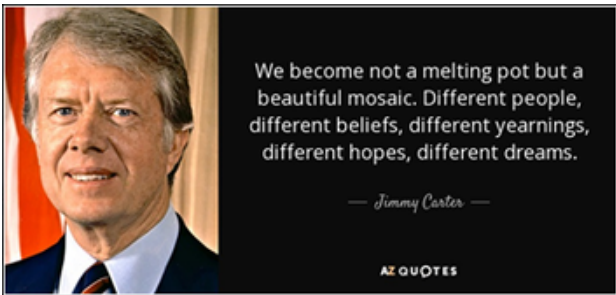 We become not a melting pot but a
beautiful mosaic. Different people,
different beliefs, different yearnings,
different hopes, different dreams.
— Jimmy Carter —
AZ QUOTES